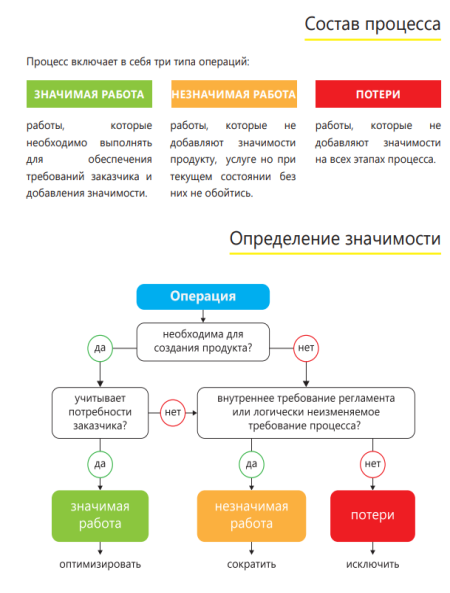 Состав процесса
Процесс включает в себя три типа операций:
ЗНАЧИМАЯ РАБОТА
работы, которые
необходимо выполнять
для обеспечения
требований заказчика и
добавления значимости.
НЕЗНАЧИМАЯ РАБОТА
работы, которые не
добавляют значимости
продукту, услуге но при
текущем состоянии без
них не обойтись.
ПОТЕРИ
работы, которые не
добавляют значимости
на всех этапах процесса.
Определение значимости
Операция
необходима для
создания продукта?
да
нет
учитывает
потребности
заказчика?
нет
внутреннее требование регламента
или логически неизменяемое
требование процесса?
да
да
нет
значимая
работа
незначимая
работа
потери
оптимизировать
сократить
исключить